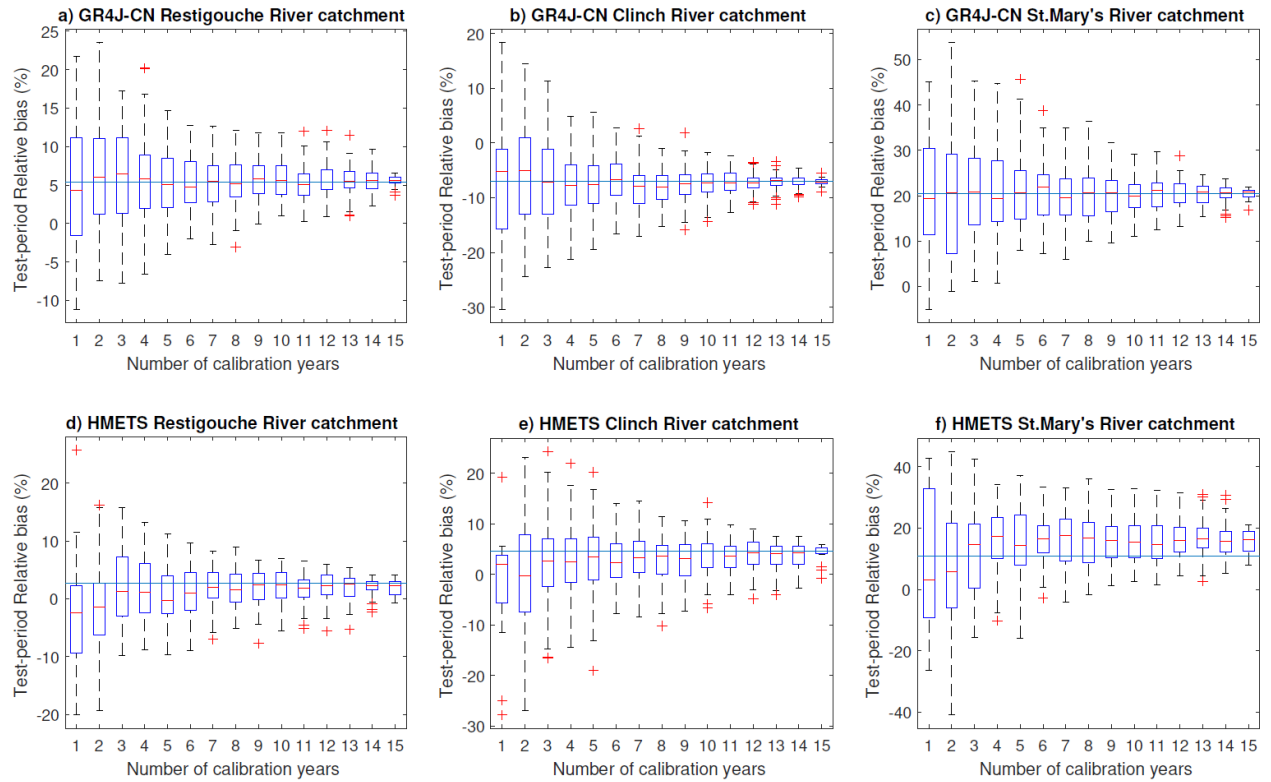 a) GR4J-CN Restigouche River catchment
Test-period Relative bias (%)
25
20
15
10
5
0
-5
-10
1 2 3 4 5 6 7 8 9 10 11 12 13 14 15
Number of calibration years
b) GR4J-CN Clinch River catchment
Test-period Relative bias (%)
20
10
0
-10
-20
-30
1 2 3 4 5 6 7 8 9 10 11 12 13 14 15
Number of calibration years
c) GR4J-CN St.Mary's River catchment
Test-period Relative bias (%)
50
40
30
20
10
0
1 2 3 4 5 6 7 8 9 10 11 12 13 14 15
Number of calibration years
d) HMETS Restigouche River catchment
Test-period Relative bias (%)
20
10
0
-10
-20
1 2 3 4 5 6 7 8 9 10 11 12 13 14 15
Number of calibration years
e) HMETS Clinch River catchment
Test-period Relative bias (%)
20
10
0
-10
-20
-30
1 2 3 4 5 6 7 8 9 10 11 12 13 14 15
Number of calibration years
f) HMETS St.Mary's River catchment
Test-period Relative bias (%)
40
20
0
-20
-40
1 2 3 4 5 6 7 8 9 10 11 12 13 14 15
Number of calibration years